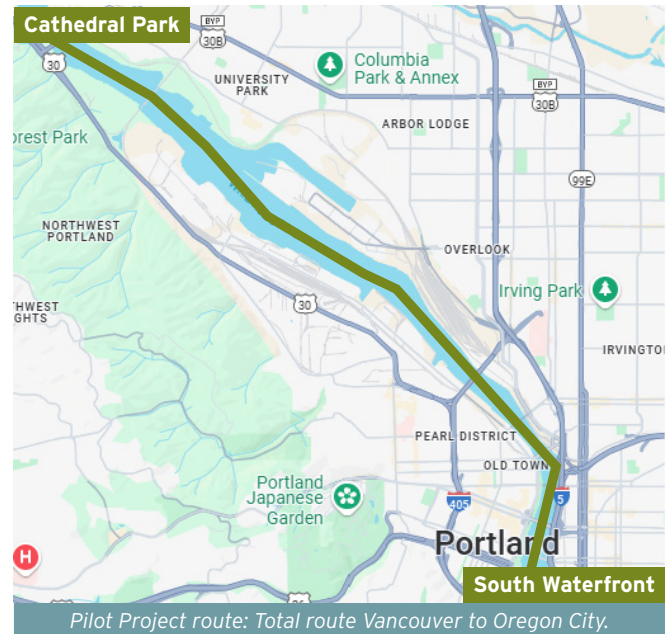 Cathedral Park
BYP
30B
30
UNIVERSITY
PARK
Columbia
Park & Annex
BYP
30B
ARBOR LODGE
orest Park
99E
NORTHWEST
PORTLAND
OVERLOOK
Irving Park
THWEST
GHTS
30
IRVINGTO
PEARL DISTRICT
OLD TOWN
Portland
Japanese
Garden
405
5
Portland
H
South Waterfront
Pilot Project route: Total route Vancouver to Oregon City.